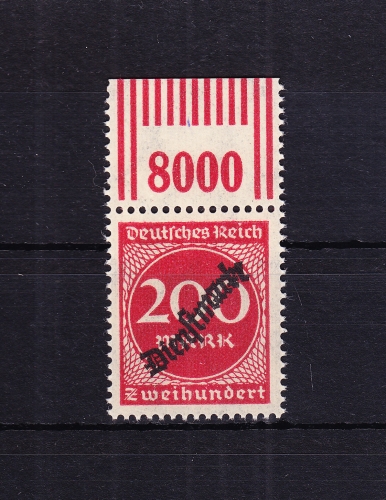 8000
Deutsches Reich
200
Dienstmarke
MARK
Zweihundert